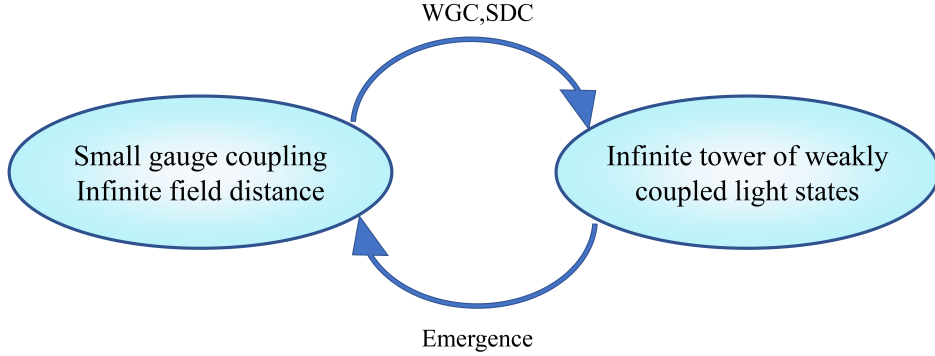 WGC,SDC
Small gauge coupling
Infinite field distance
Infinite tower of weakly
coupled light states
Emergence